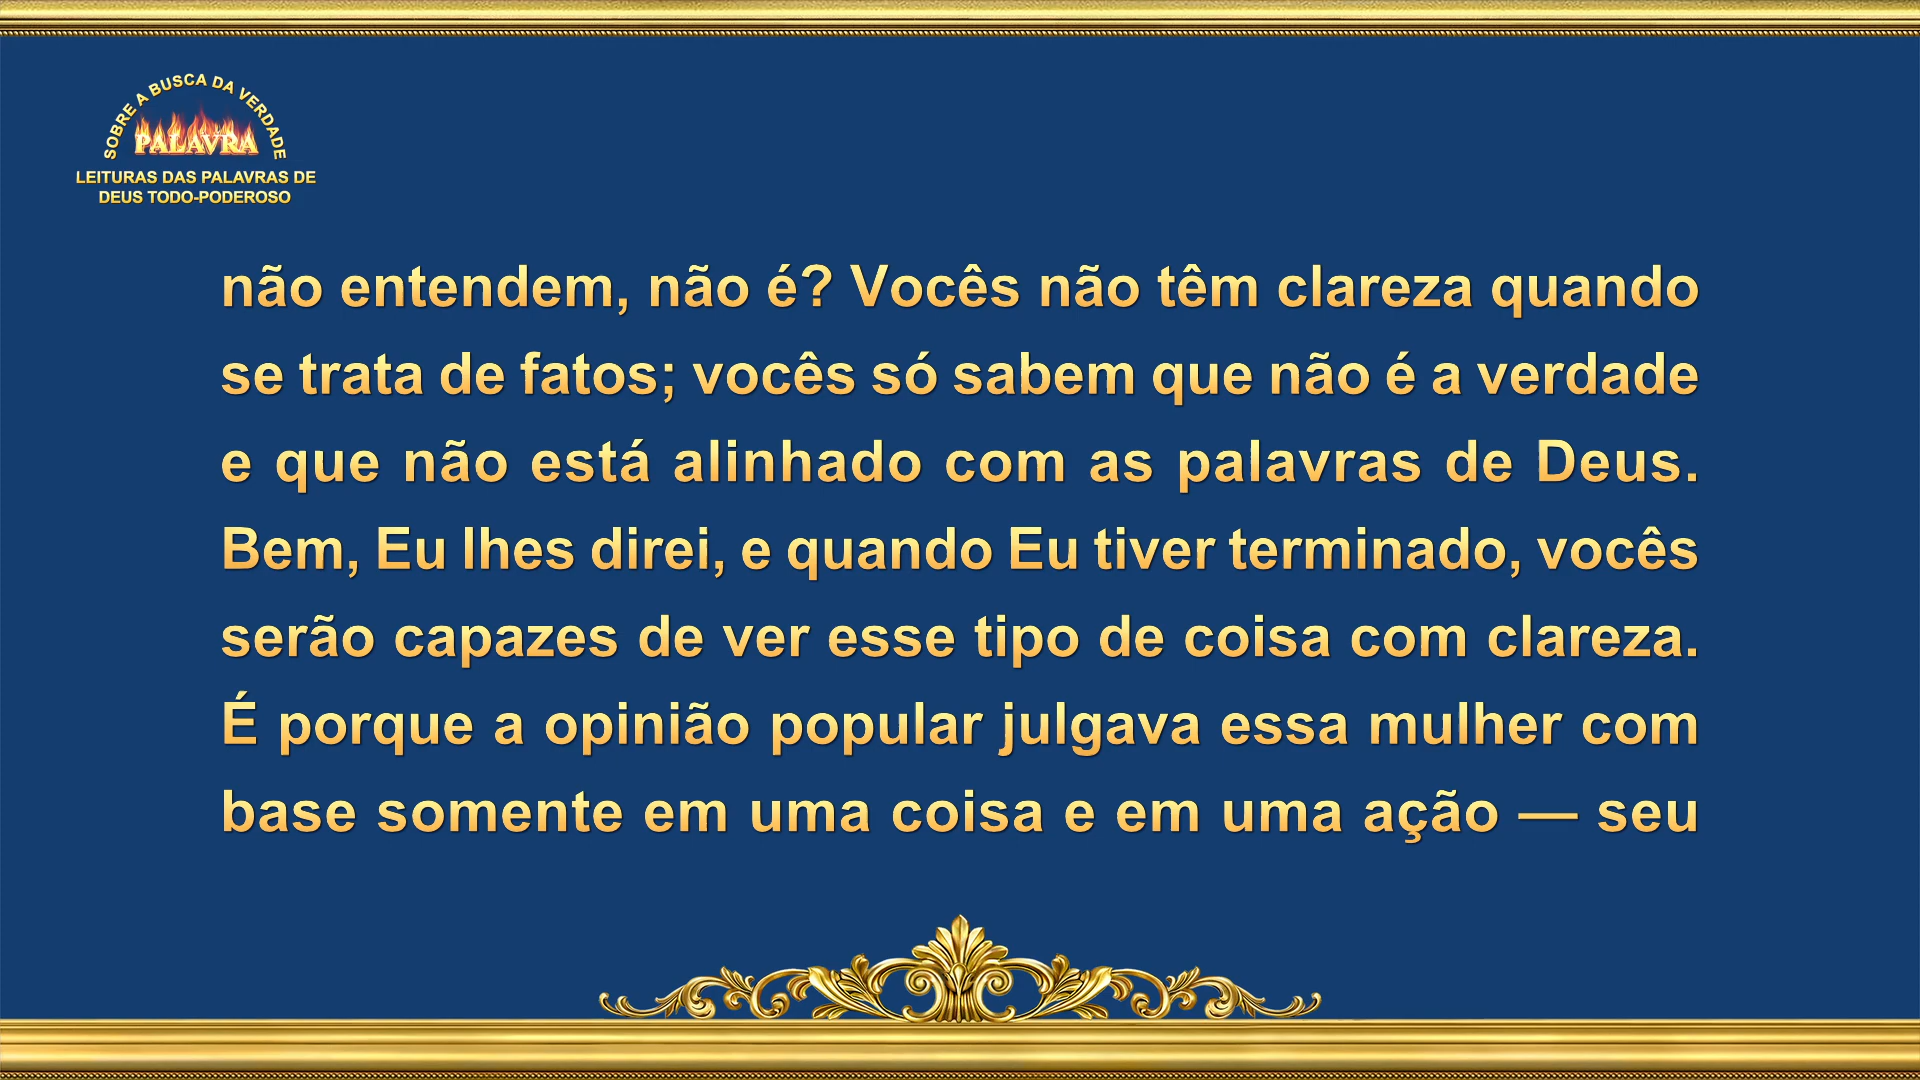 SOBRE A BUSCA DA VERDADE
PALAVRA
LEITURAS DAS PALAVRAS DE
DEUS TODO-PODEROSO
não entendem, não é? Vocês não têm clareza quando
se trata de fatos; vocês só sabem que não é a verdade
e que não está alinhado com as palavras de Deus.
Bem, Eu lhes direi, e quando Eu tiver terminado, vocês
serão capazes de ver esse tipo de coisa com clareza.
É porque a opinião popular julgava essa mulher com
base somente em uma coisa e em uma ação — seu